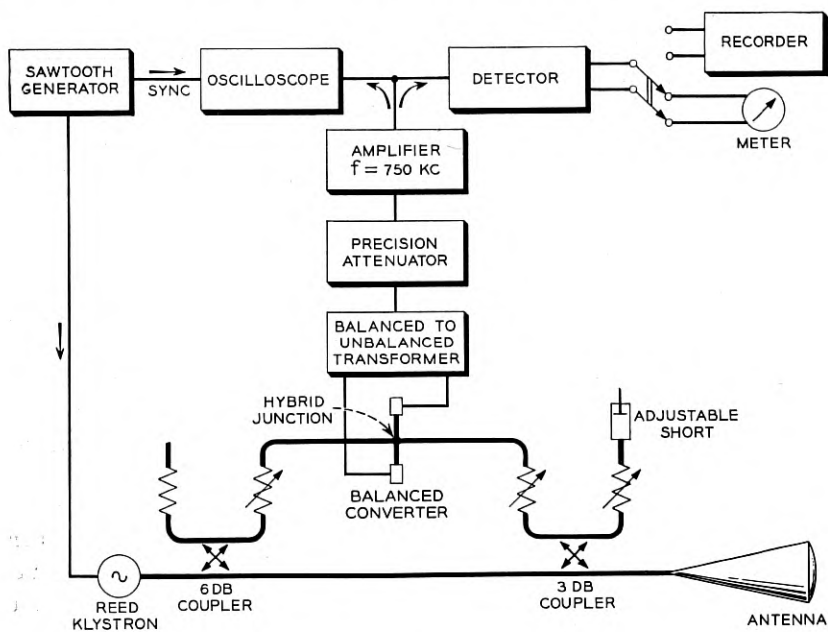 SAWTOOTH
GENERATOR
SYNC
OSCILLOSCOPE
DETECTOR
RECORDER
METER
AMPLIFIER
f = 750 KC
PRECISION
ATTENUATOR
BALANCED TO
UNBALANCED
TRANSFORMER
HYBRID
JUNCTION
ADJUSTABLE
SHORT
BALANCED
CONVERTER
REED
KLYSTRON
6 DB
COUPLER
3 DB
COUPLER
ANTENNA